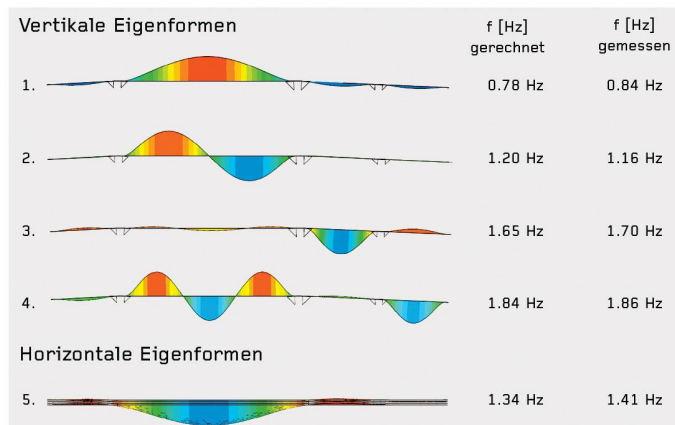 Vertikale Eigenformen
f [Hz] gerechnet
f [Hz] gemessen
1. 0.78 Hz 0.84 Hz
2. 1.20 Hz 1.16 Hz
3. 1.65 Hz 1.70 Hz
4. 1.84 Hz 1.86 Hz
Horizontale Eigenformen
5. 1.34 Hz 1.41 Hz